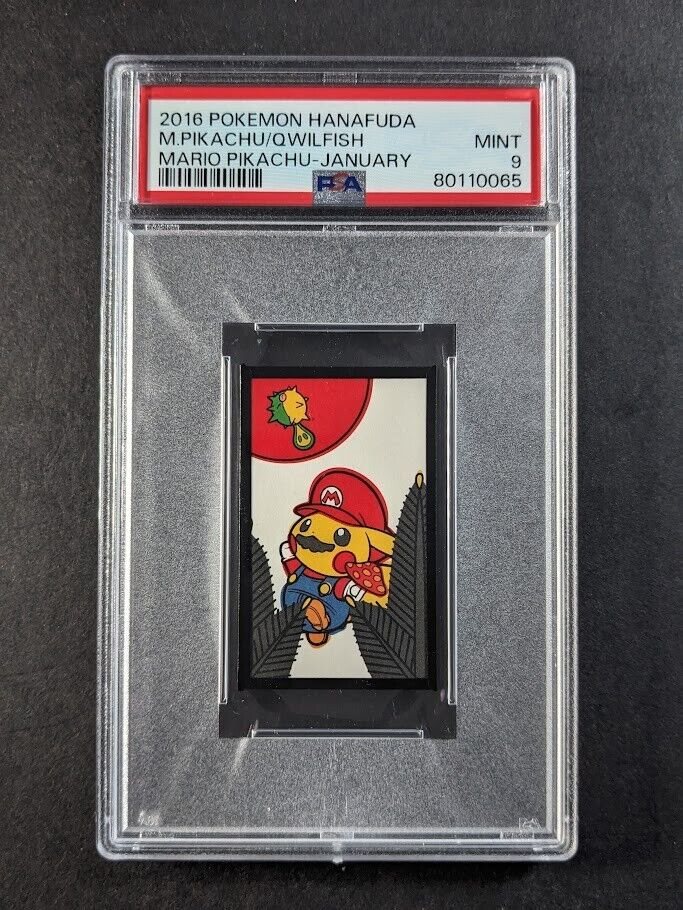 2016 POKEMON HANAFUDA
M.PIKACHU/QWILFISH MINT
MARIO PIKACHU-JANUARY 9
PSA 80110065
M